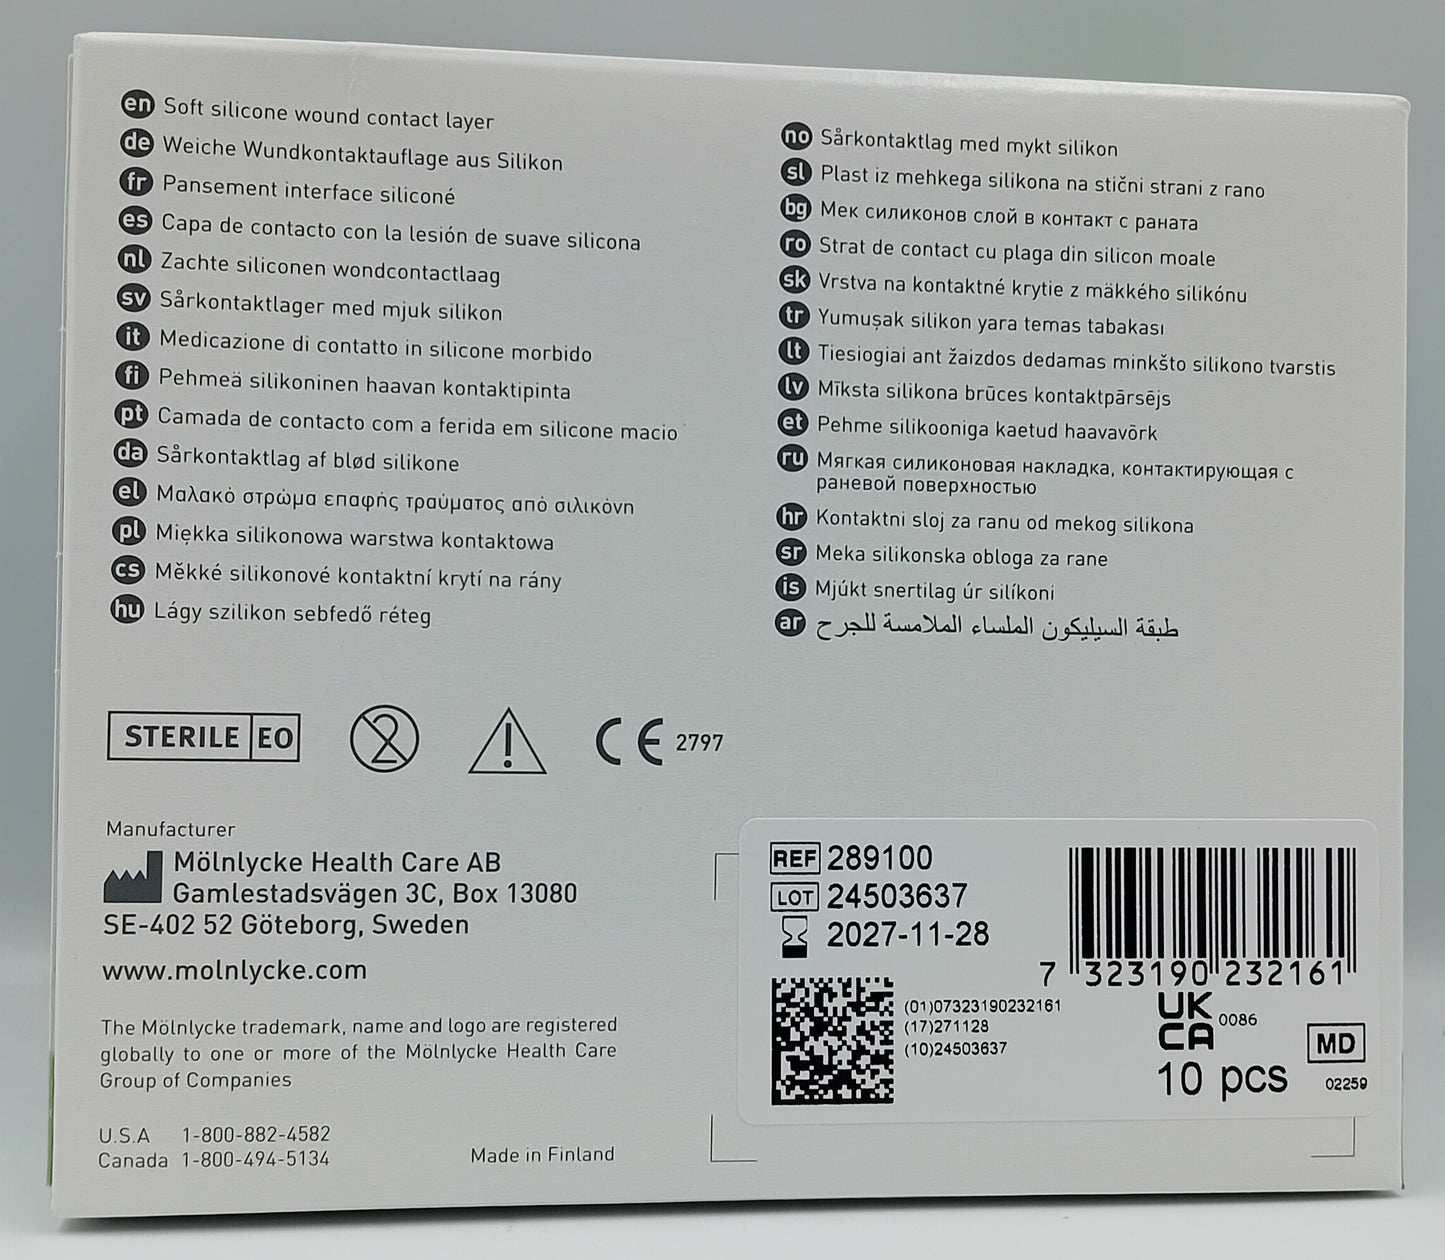 en Soft silicone wound contact layer
de Weiche Wundkontaktauflage aus Silikon
fr Pansement interface siliconé
es Capa de contacto con la lesión de suave silicona
nl Zachte siliconen wondcontactlaag
sv Sårkontaktlager med mjuk silikon
it Medicazione di contatto in silicone morbido
fi Pehmeä silikoninen haavan kontaktipinta
pt Camada de contacto com a ferida em silicone macio
da Sårkontaktlag af blød silikone
el Μαλακό στρώμα επαφής τραύματος από σιλικόνη
pl Miękka silikonowa warstwa kontaktowa
cs Měkké silikonové kontaktní krytí na rány
hu Lágy szilikon sebfedő réteg
no Sårkontaktlag med mykt silikon
sl Plast iz mehkega silikona na stični strani z rano
bg Мек силиконов слой в контакт с раната
ro Strat de contact cu plaga din silicon moale
sk Vrstva na kontaktné krytie z mäkkého silikónu
tr Yumuşak silikon yara temas tabakası
lt Tiesiogiai ant žaizdos dedamas minkšto silikono tvarstis
lv Mīksta silikona brūces kontaktpārsējs
et Pehme silikooniga kaetud haavavõrk
ru Мягкая силиконовая накладка, контактирующая с
раневой поверхностью
hr Kontaktni sloj za ranu od mekog silikona
sr Meka silikonska obloga za rane
is Mjúkt snertilag úr silíkoni
ar طبقة السيليكون الملساء الملامسة للجرح
STERILE EO
2
!
CE 2797
Manufacturer
Mölnlycke Health Care AB
Gamlestadsvägen 3C, Box 13080
SE-402 52 Göteborg, Sweden
www.molnlycke.com
The Mölnlycke trademark, name and logo are registered
globally to one or more of the Mölnlycke Health Care
Group of Companies
U.S.A 1-800-882-4582
Canada 1-800-494-5134
Made in Finland
REF 289100
LOT 24503637
2027-11-28
7 323190 232161
(01)07323190232161
(17)271128
(10)24503637
UK
CA 0086
MD
10 pcs
02259